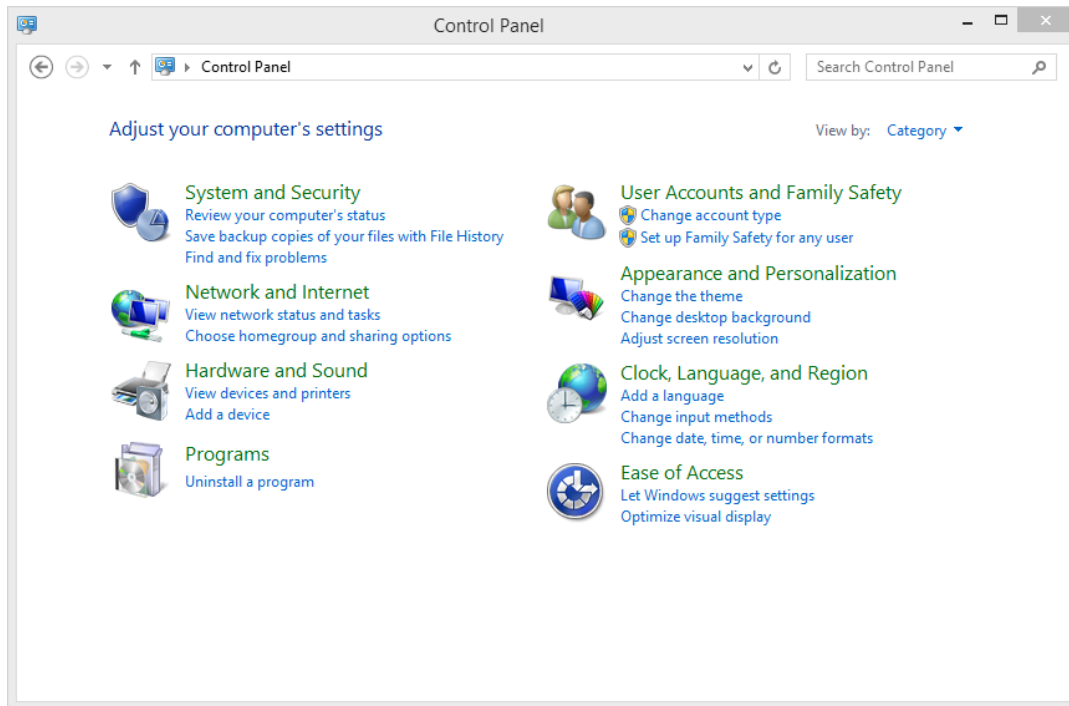 Control Panel
Control Panel
Search Control Panel
Adjust your computer's settings
View by: Category
System and Security
Review your computer's status
Save backup copies of your files with File History
Find and fix problems
Network and Internet
View network status and tasks
Choose homegroup and sharing options
Hardware and Sound
View devices and printers
Add a device
Programs
Uninstall a program
User Accounts and Family Safety
Change account type
Set up Family Safety for any user
Appearance and Personalization
Change the theme
Change desktop background
Adjust screen resolution
Clock, Language, and Region
Add a language
Change input methods
Change date, time, or number formats
Ease of Access
Let Windows suggest settings
Optimize visual display